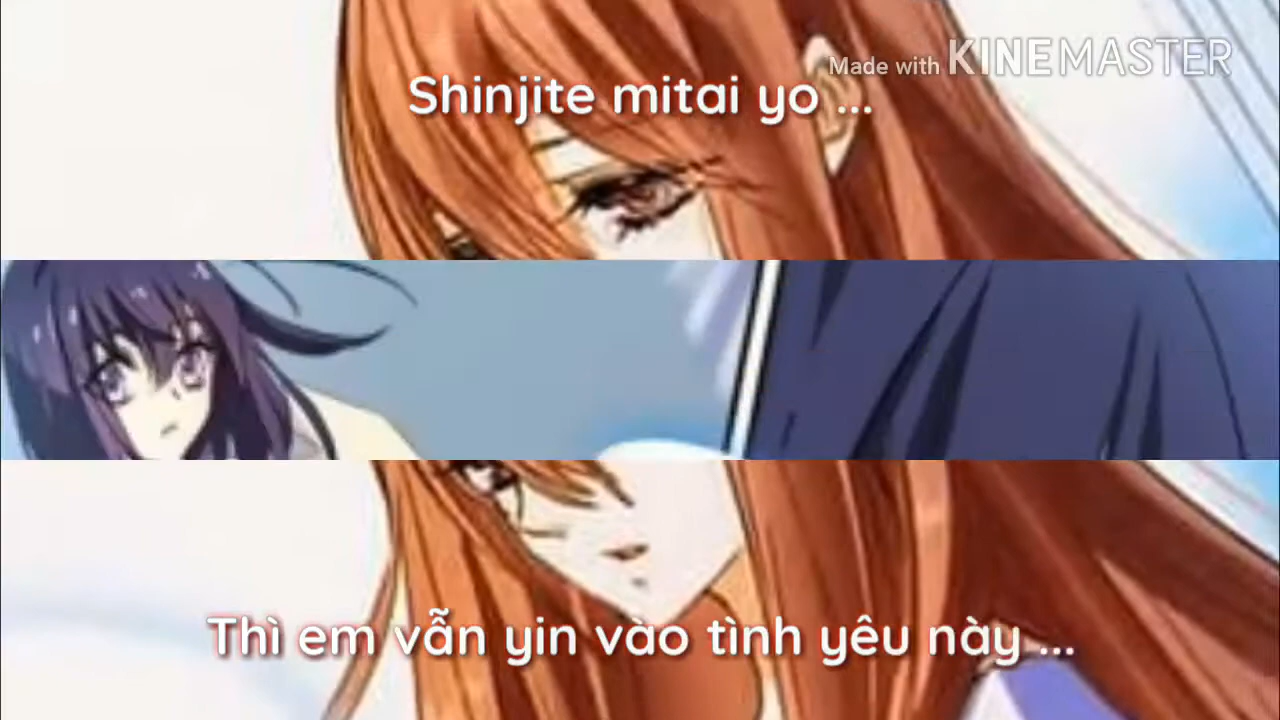 Made with KINEMASTER
Shinjite mitai yo ...
Thì em vẫn yin vào tình yêu này ...